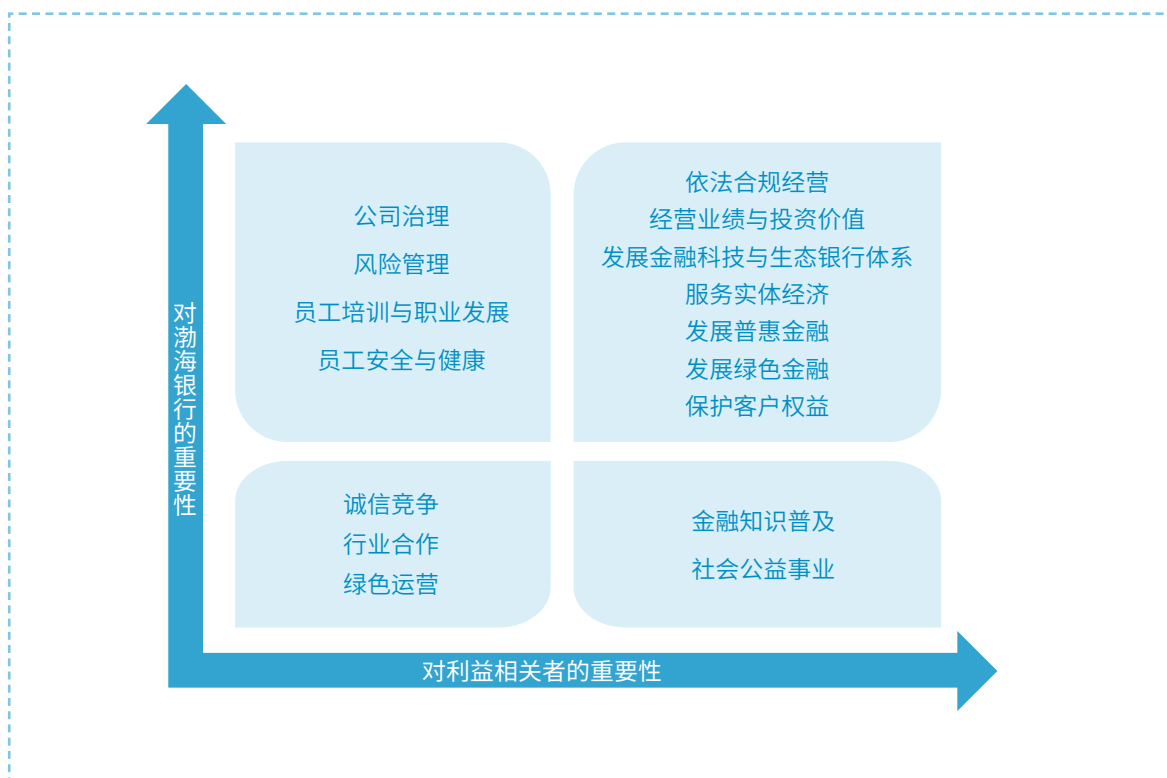 对渤海银行的重要性
公司治理
风险管理
员工培训与职业发展
员工安全与健康
依法合规经营
经营业绩与投资价值
发展金融科技与生态银行体系
服务实体经济
发展普惠金融
发展绿色金融
保护客户权益
诚信竞争
行业合作
绿色运营
金融知识普及
社会公益事业
对利益相关者的重要性